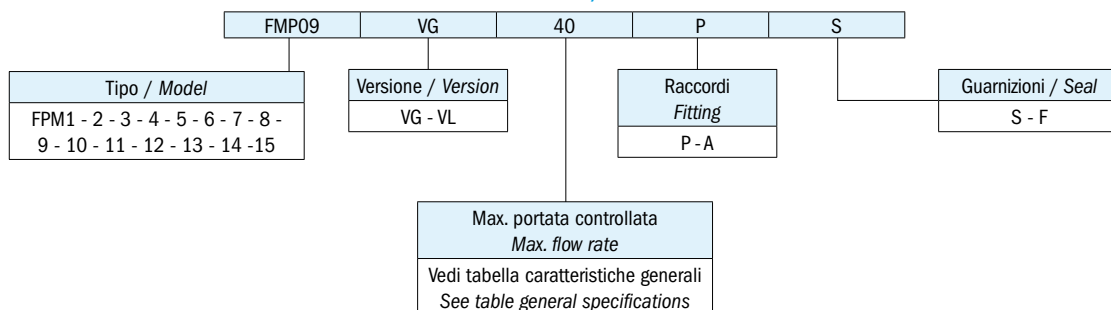 FMP09 VG 40 P S
Tipo / Model
FPM1 - 2 - 3 - 4 - 5 - 6 - 7 - 8 -
9 - 10 - 11 - 12 - 13 - 14 -15
Versione / Version
VG - VL
Raccordi
Fitting
P - A
Guarnizioni / Seal
S - F
Max. portata controllata
Max. flow rate
Vedi tabella caratteristiche generali
See table general specifications